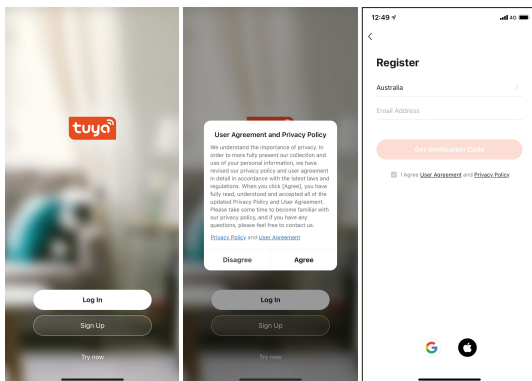 tuya
Log In
Sign Up
Try now
tuya
User Agreement and Privacy Policy
We understand the importance of privacy. In
order to more fully present our collection and
use of your personal information, we have
revised our privacy policy and user agreement
in detail in accordance with the latest laws and
regulations. When you click [Agree], you have
fully read, understood and accepted all of the
updated Privacy Policy and User Agreement.
Please take some time to become familiar with
our privacy policy, and if you have any
questions, please feel free to contact us.
Privacy Policy and User Agreement
Disagree Agree
Log In
Sign Up
Try now
12:49 4G
Register
Australia
Email Address
Get Verification Code
I Agree User Agreement and Privacy Policy